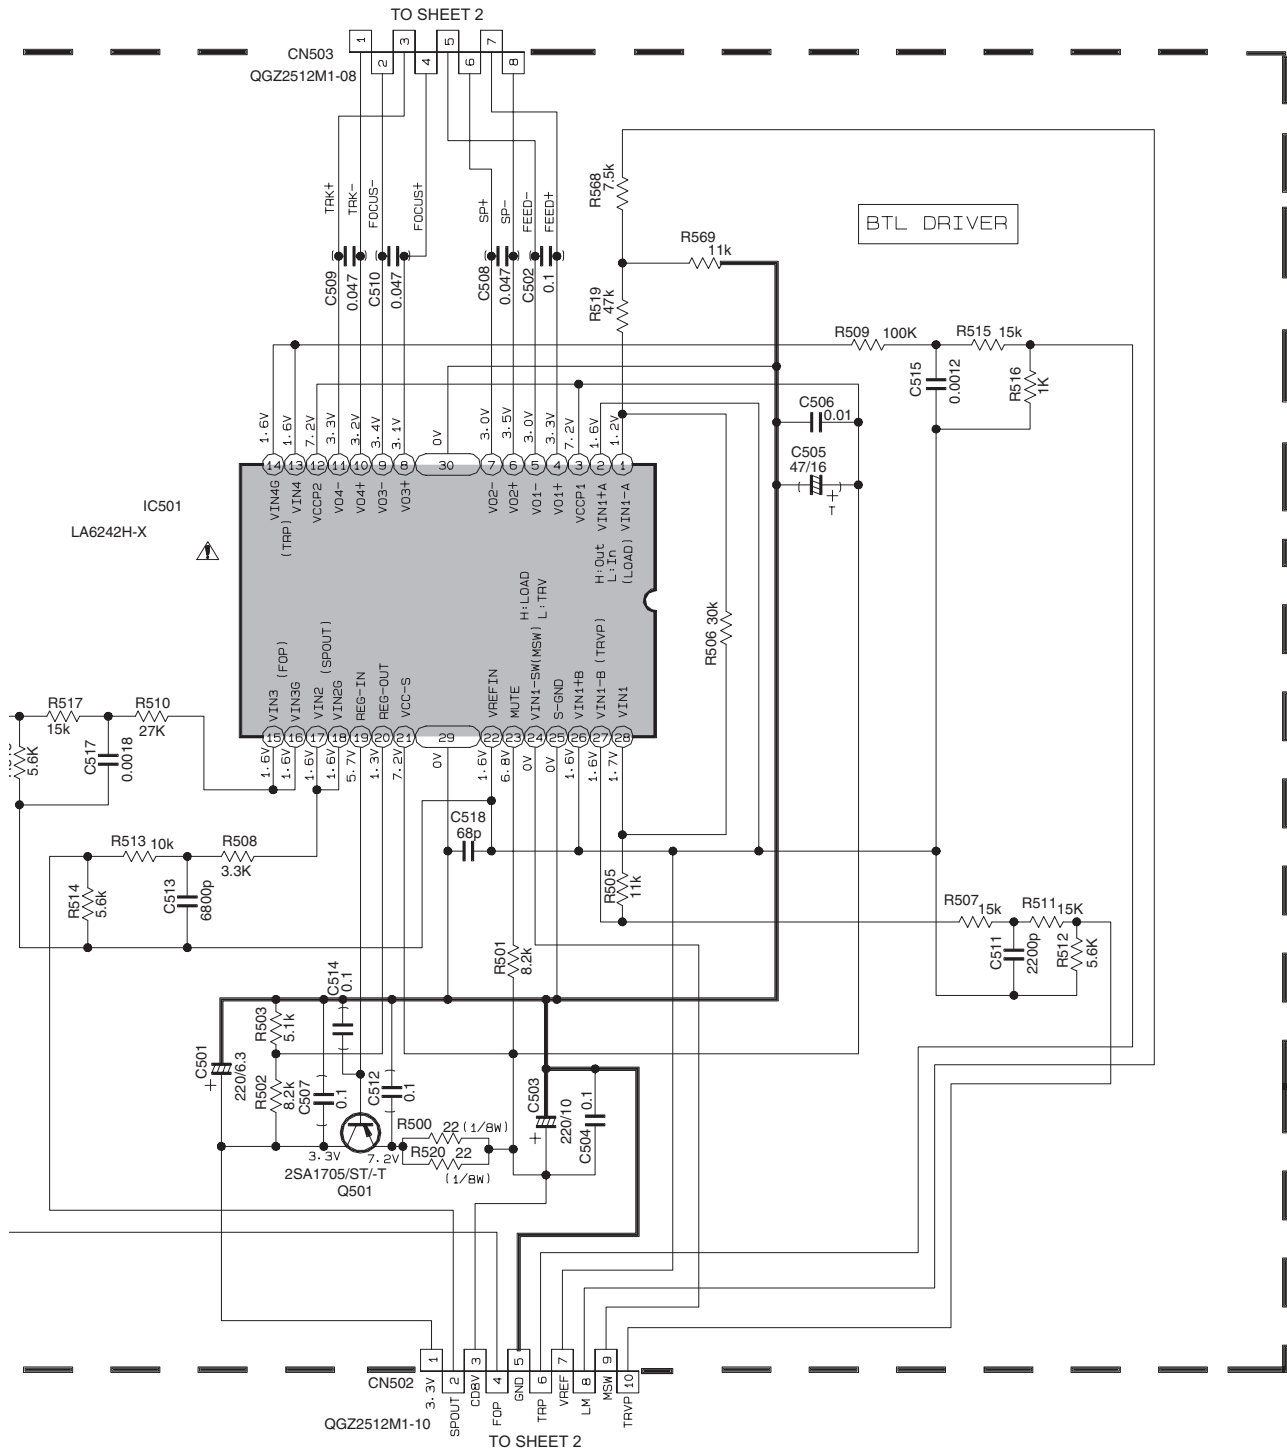 TO SHEET 2
CN503
QGZ2512M1-08
1
2
3
4
5
6
7
8
TRK+
TRK-
FOCUS-
FOCUS+
SP+
SP-
FEED-
FEED+
C509
0.047
C510
0.047
C508
0.047
C502
0.1
R568
7.5k
R569
11k
R519
47k
BTL DRIVER
R509 100K
R515 15k
C515
0.0012
R516
1K
C506
0.01
C505
47/16
+
T
1.6V
1.6V
7.2V
3.3V
3.2V
3.4V
3.1V
0V
3.0V
3.5V
3.0V
3.3V
7.2V
1.6V
1.2V
14
13
12
11
10
9
8
30
7
6
5
4
3
2
1
IC501
LA6242H-X
VIN4G
VIN4
(TRP)
VCCP2
VO4-
VO4+
VO3-
VO3+
VO2-
VO2+
VO1-
VO1+
VCCP1
VIN1+A
VIN1-A
H:Out
L:In
(LOAD)
H:LOAD
L:TRV
R506 30k
VIN3
(FOP)
VIN3G
VIN2
(SPOUT)
VIN2G
REG-IN
REG-OUT
VCC-S
VREFIN
MUTE
VIN1-SW(MSW)
S-GND
VIN1+B
VIN1-B (TRVP)
VIN1
15
16
17
18
19
20
21
29
22
23
24
25
26
27
28
1.6V
1.6V
1.6V
1.6V
5.7V
1.3V
7.2V
0V
1.6V
6.8V
0V
0V
1.6V
1.6V
1.7V
R517
15k
R510
27K
5.6K
C517
0.0018
R513 10k
R508
3.3K
R514
5.6k
C513
6800p
C518
68p
R505
11k
R507
15k
R511
15K
C511
2200p
R512
5.6K
R501
8.2k
C514
0.1
R503
5.1k
C501
220/6.3
+
R502
8.2k
C507
0.1
C512
0.1
C503
220/10
+
C504
0.1
R500
22 (1/8W)
R520 22
(1/8W)
3.3V
7.2V
2SA1705/ST/-T
Q501
CN502
QGZ2512M1-10
1
2
3
4
5
6
7
8
9
10
3.3V
SPOUT
CD8V
FOP
GND
TRP
VREF
LM
MSW
TRVP
TO SHEET 2